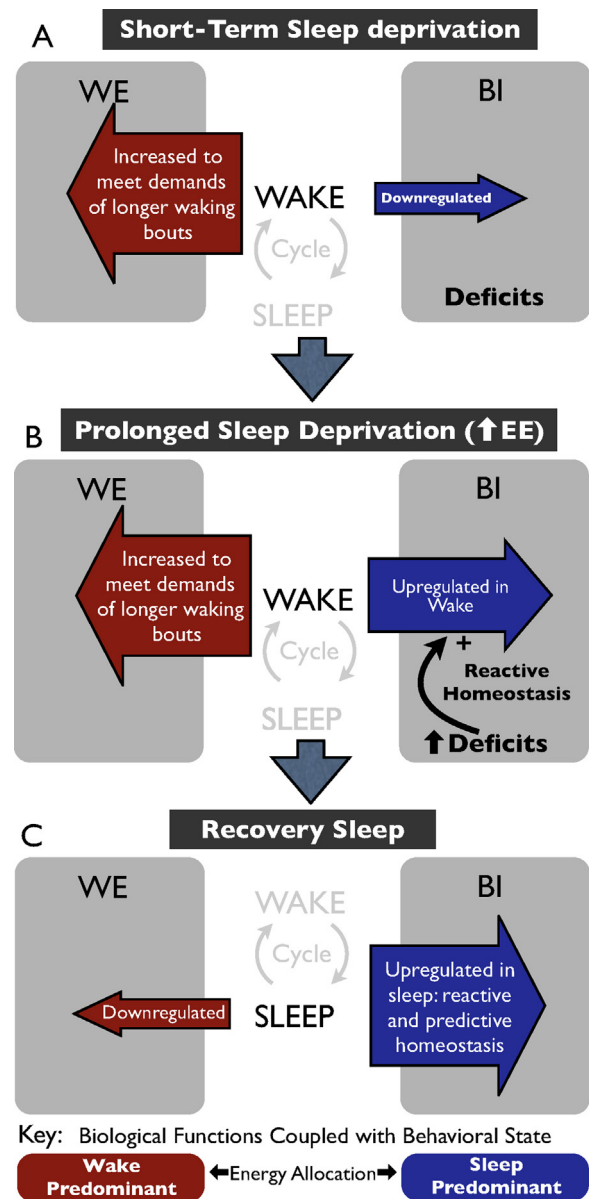 A
Short-Term Sleep deprivation
WE
BI
Increased to
meet demands
of longer waking
bouts
WAKE
Downregulated
Cycle
SLEEP
Deficits
B
Prolonged Sleep Deprivation (⬆EE)
WE
BI
Increased to
meet demands
of longer waking
bouts
WAKE
Upregulated in
Wake
+
Cycle
Reactive
Homeostasis
SLEEP
⬆Deficits
C
Recovery Sleep
WE
BI
WAKE
Cycle
Downregulated
SLEEP
Upregulated in
sleep: reactive
and predictive
homeostasis
Key: Biological Functions Coupled with Behavioral State
Wake
Predominant
⬅Energy Allocation➡
Sleep
Predominant